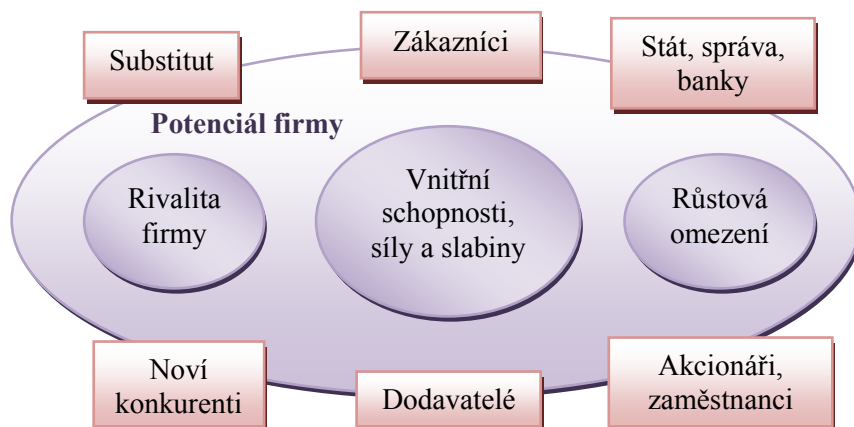 Substitut
Zákazníci
Stát, správa,
banky
Potenciál firmy
Rivalita
firmy
Vnitřní
schopnosti,
síly a slabiny
Růstová
omezení
Noví
konkurenti
Dodavatelé
Akcionáři,
zaměstnanci